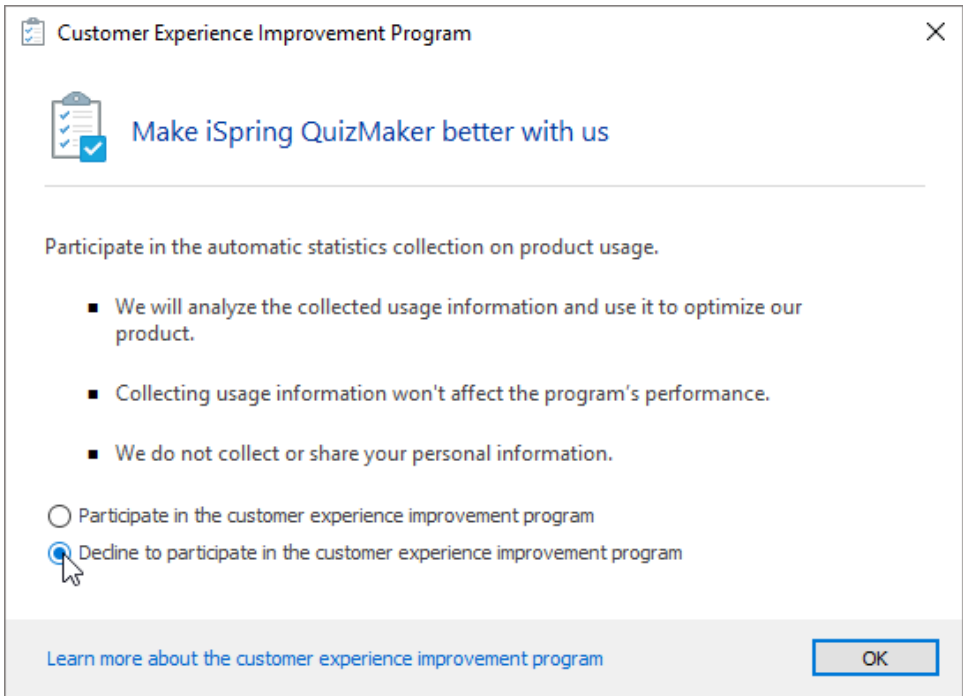 Customer Experience Improvement Program
Make iSpring QuizMaker better with us
Participate in the automatic statistics collection on product usage.
We will analyze the collected usage information and use it to optimize our
product.
Collecting usage information won't affect the program's performance.
We do not collect or share your personal information.
Participate in the customer experience improvement program
Decline to participate in the customer experience improvement program
Learn more about the customer experience improvement program
OK